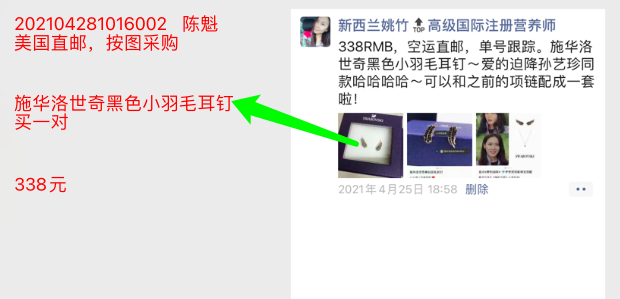 202104281016002 陈魁
美国直邮，按图采购
施华洛世奇黑色小羽毛耳钉
买一对
338元
新西兰姚竹🔝高级国际注册营养师
338RMB，空运直邮，单号跟踪。施华洛
世奇黑色小羽毛耳钉～爱的迫降孙艺珍同
款哈哈哈哈～可以和之前的项链配成一套
啦！
SWAROVSKI
2021年4月25日 18:58 删除